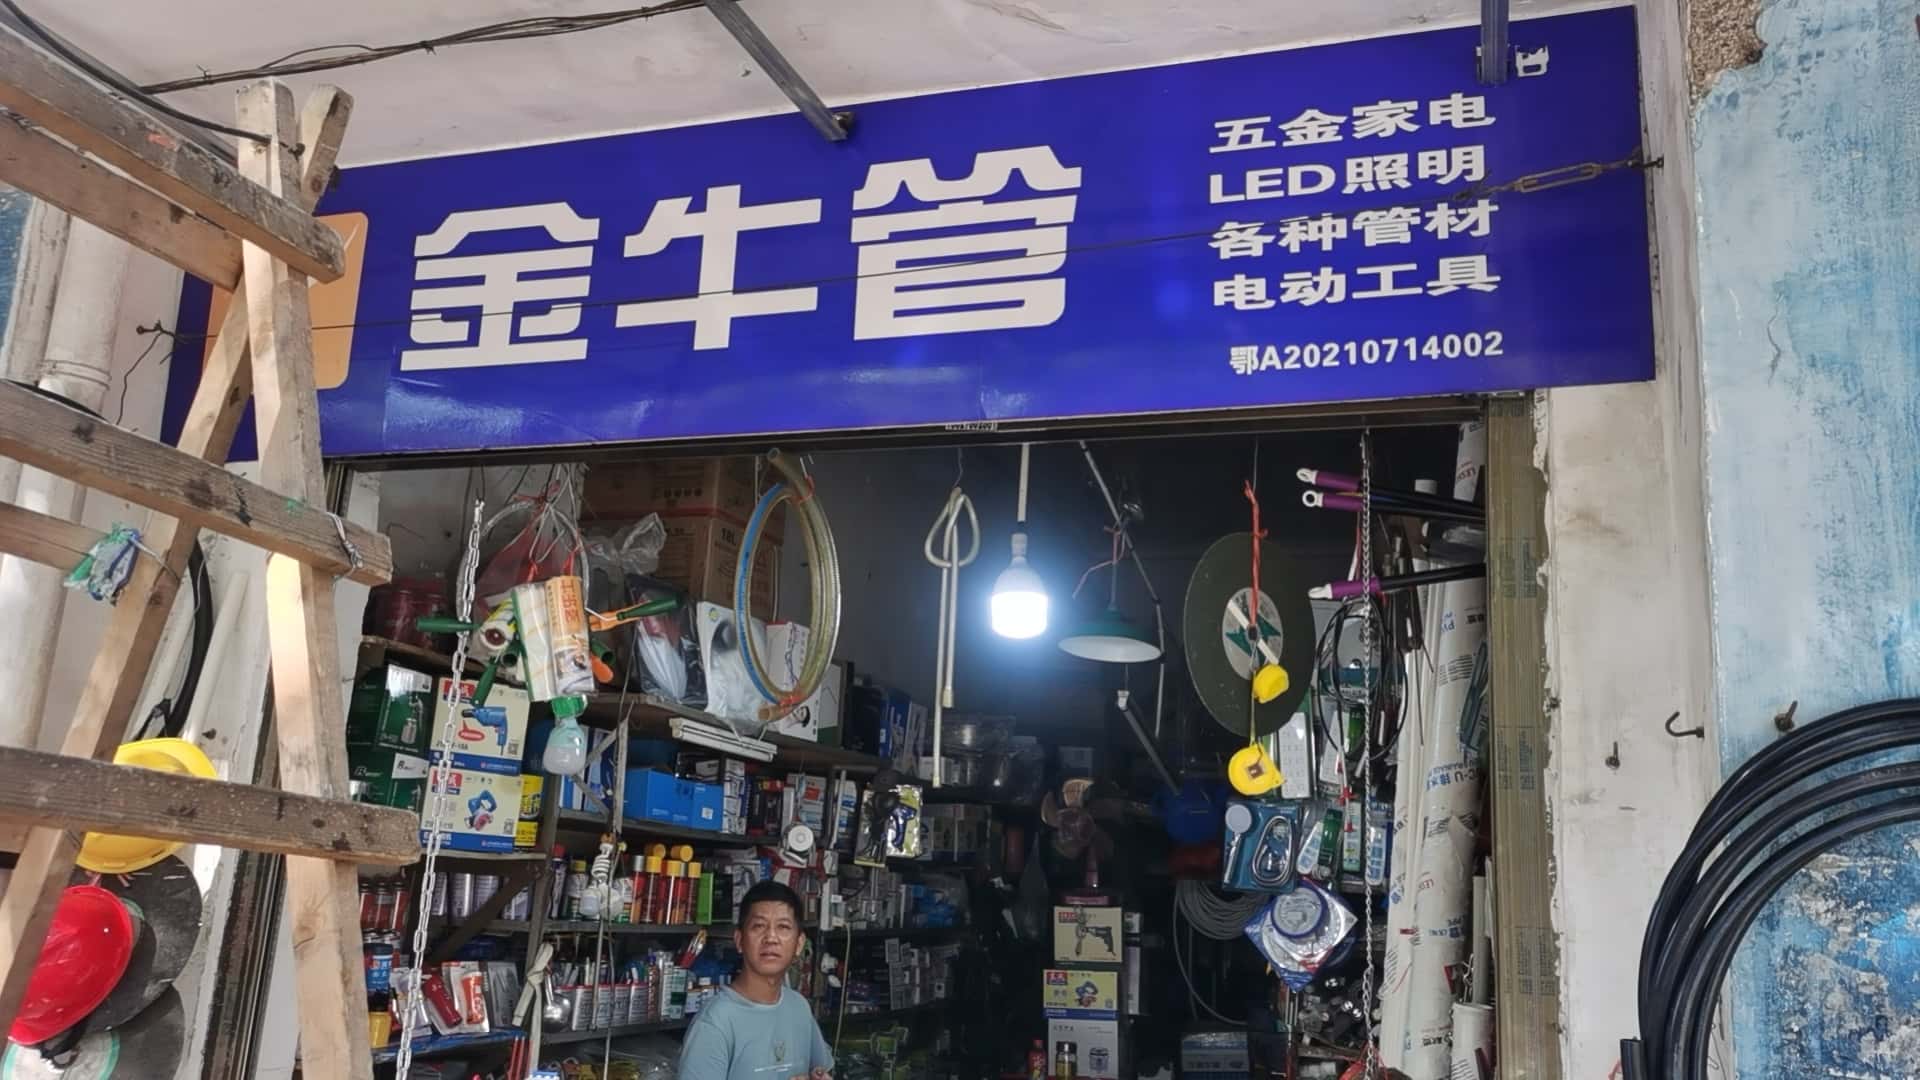 金牛管
五金家电
LED照明
各种管材
电动工具
鄂A20210714002